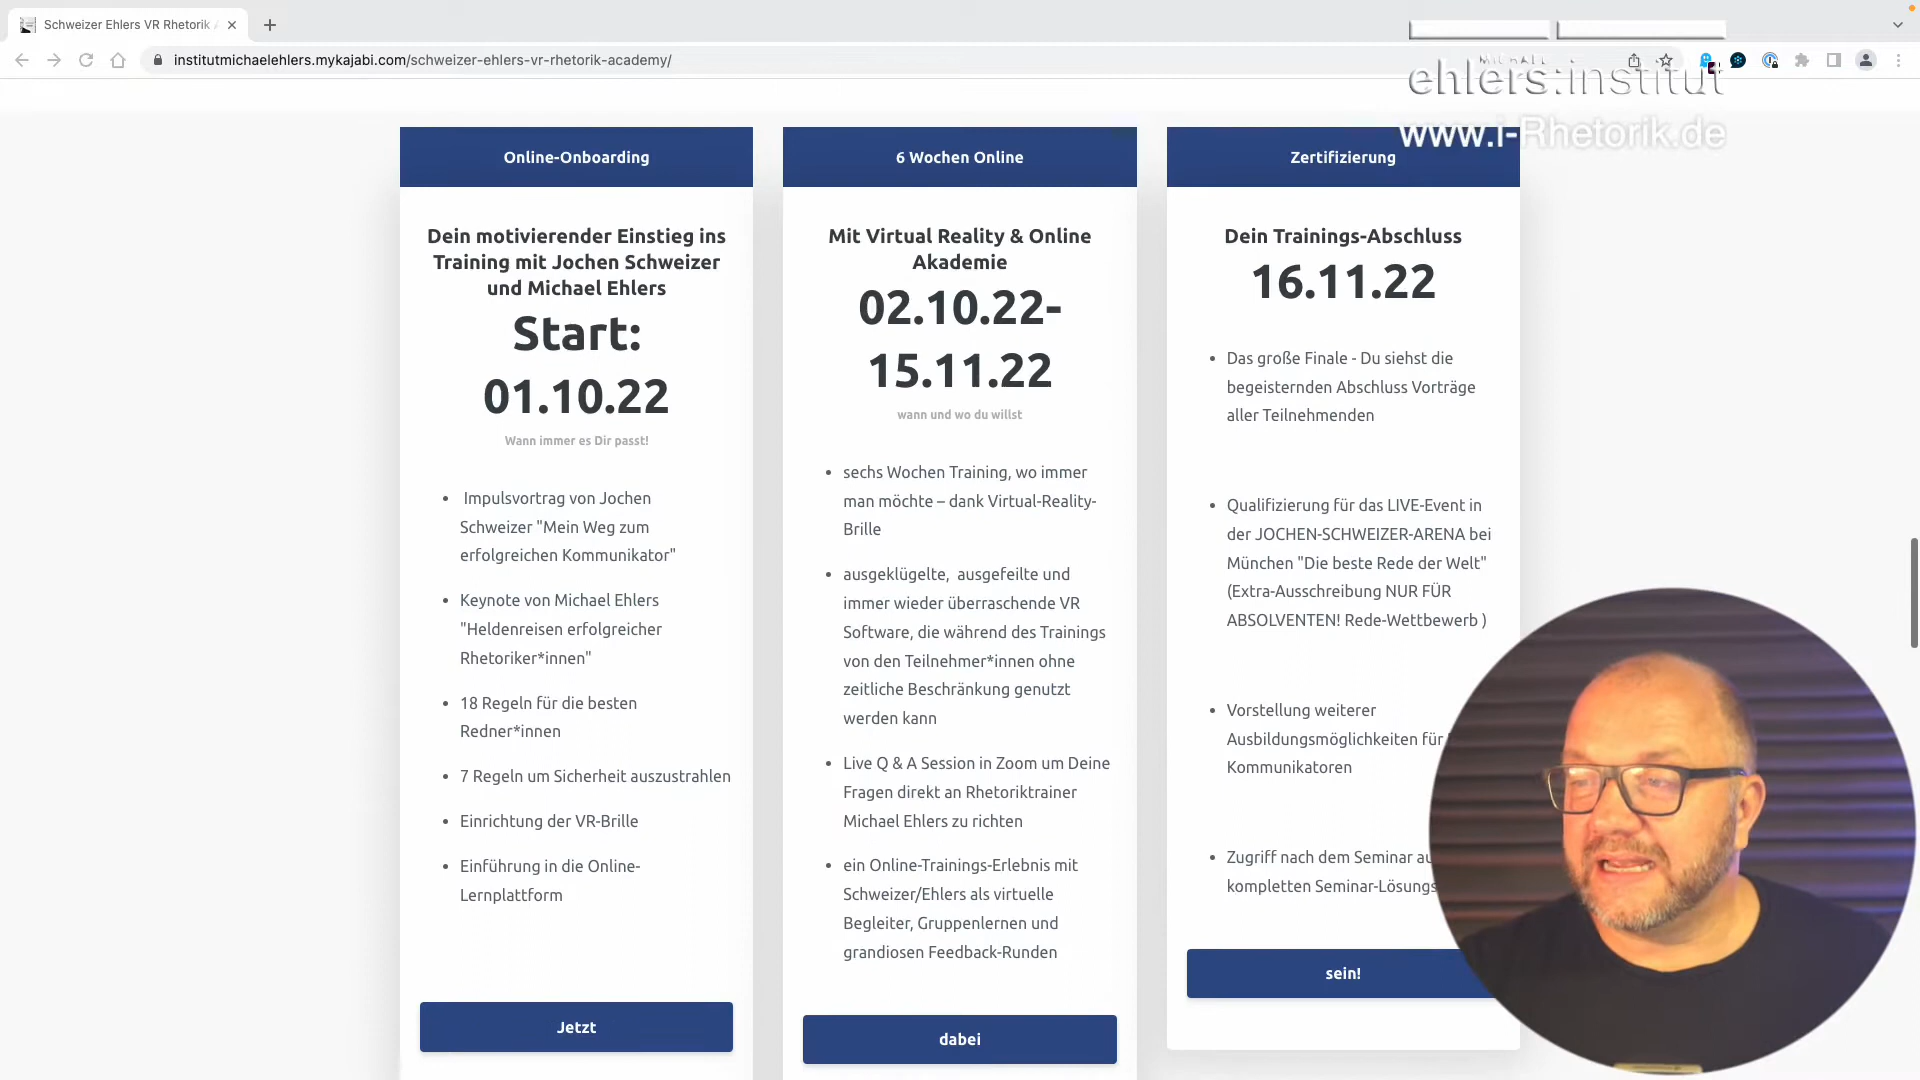 Schweizer Ehlers VR Rhetorik
institutmichaelehlers.mykajabi.com/schweizer-ehlers-vr-rhetorik-academy/
MICHAEL
ehlers:institut
www.i-Rhetorik.de
Online-Onboarding
Dein motivierender Einstieg ins
Training mit Jochen Schweizer
und Michael Ehlers
Start:
01.10.22
Wann immer es Dir passt!
• Impulsvortrag von Jochen
Schweizer "Mein Weg zum
erfolgreichen Kommunikator"
• Keynote von Michael Ehlers
"Heldenreisen erfolgreicher
Rhetoriker*innen"
• 18 Regeln für die besten
Redner*innen
• 7 Regeln um Sicherheit auszustrahlen
• Einrichtung der VR-Brille
• Einführung in die Online-
Lernplattform
Jetzt
6 Wochen Online
Mit Virtual Reality & Online
Akademie
02.10.22-
15.11.22
wann und wo du willst
• sechs Wochen Training, wo immer
man möchte – dank Virtual-Reality-
Brille
• ausgeklügelte, ausgefeilte und
immer wieder überraschende VR
Software, die während des Trainings
von den Teilnehmer*innen ohne
zeitliche Beschränkung genutzt
werden kann
• Live Q & A Session in Zoom um Deine
Fragen direkt an Rhetoriktrainer
Michael Ehlers zu richten
• ein Online-Trainings-Erlebnis mit
Schweizer/Ehlers als virtuelle
Begleiter, Gruppenlernen und
grandiosen Feedback-Runden
dabei
Zertifizierung
Dein Trainings-Abschluss
16.11.22
• Das große Finale - Du siehst die
begeisternden Abschluss Vorträge
aller Teilnehmenden
• Qualifizierung für das LIVE-Event in
der JOCHEN-SCHWEIZER-ARENA bei
München "Die beste Rede der Welt"
(Extra-Ausschreibung NUR FÜR
ABSOLVENTEN! Rede-Wettbewerb )
• Vorstellung weiterer
Ausbildungsmöglichkeiten für
Kommunikatoren
• Zugriff nach dem Seminar
kompletten Seminar-Lösungs
sein!